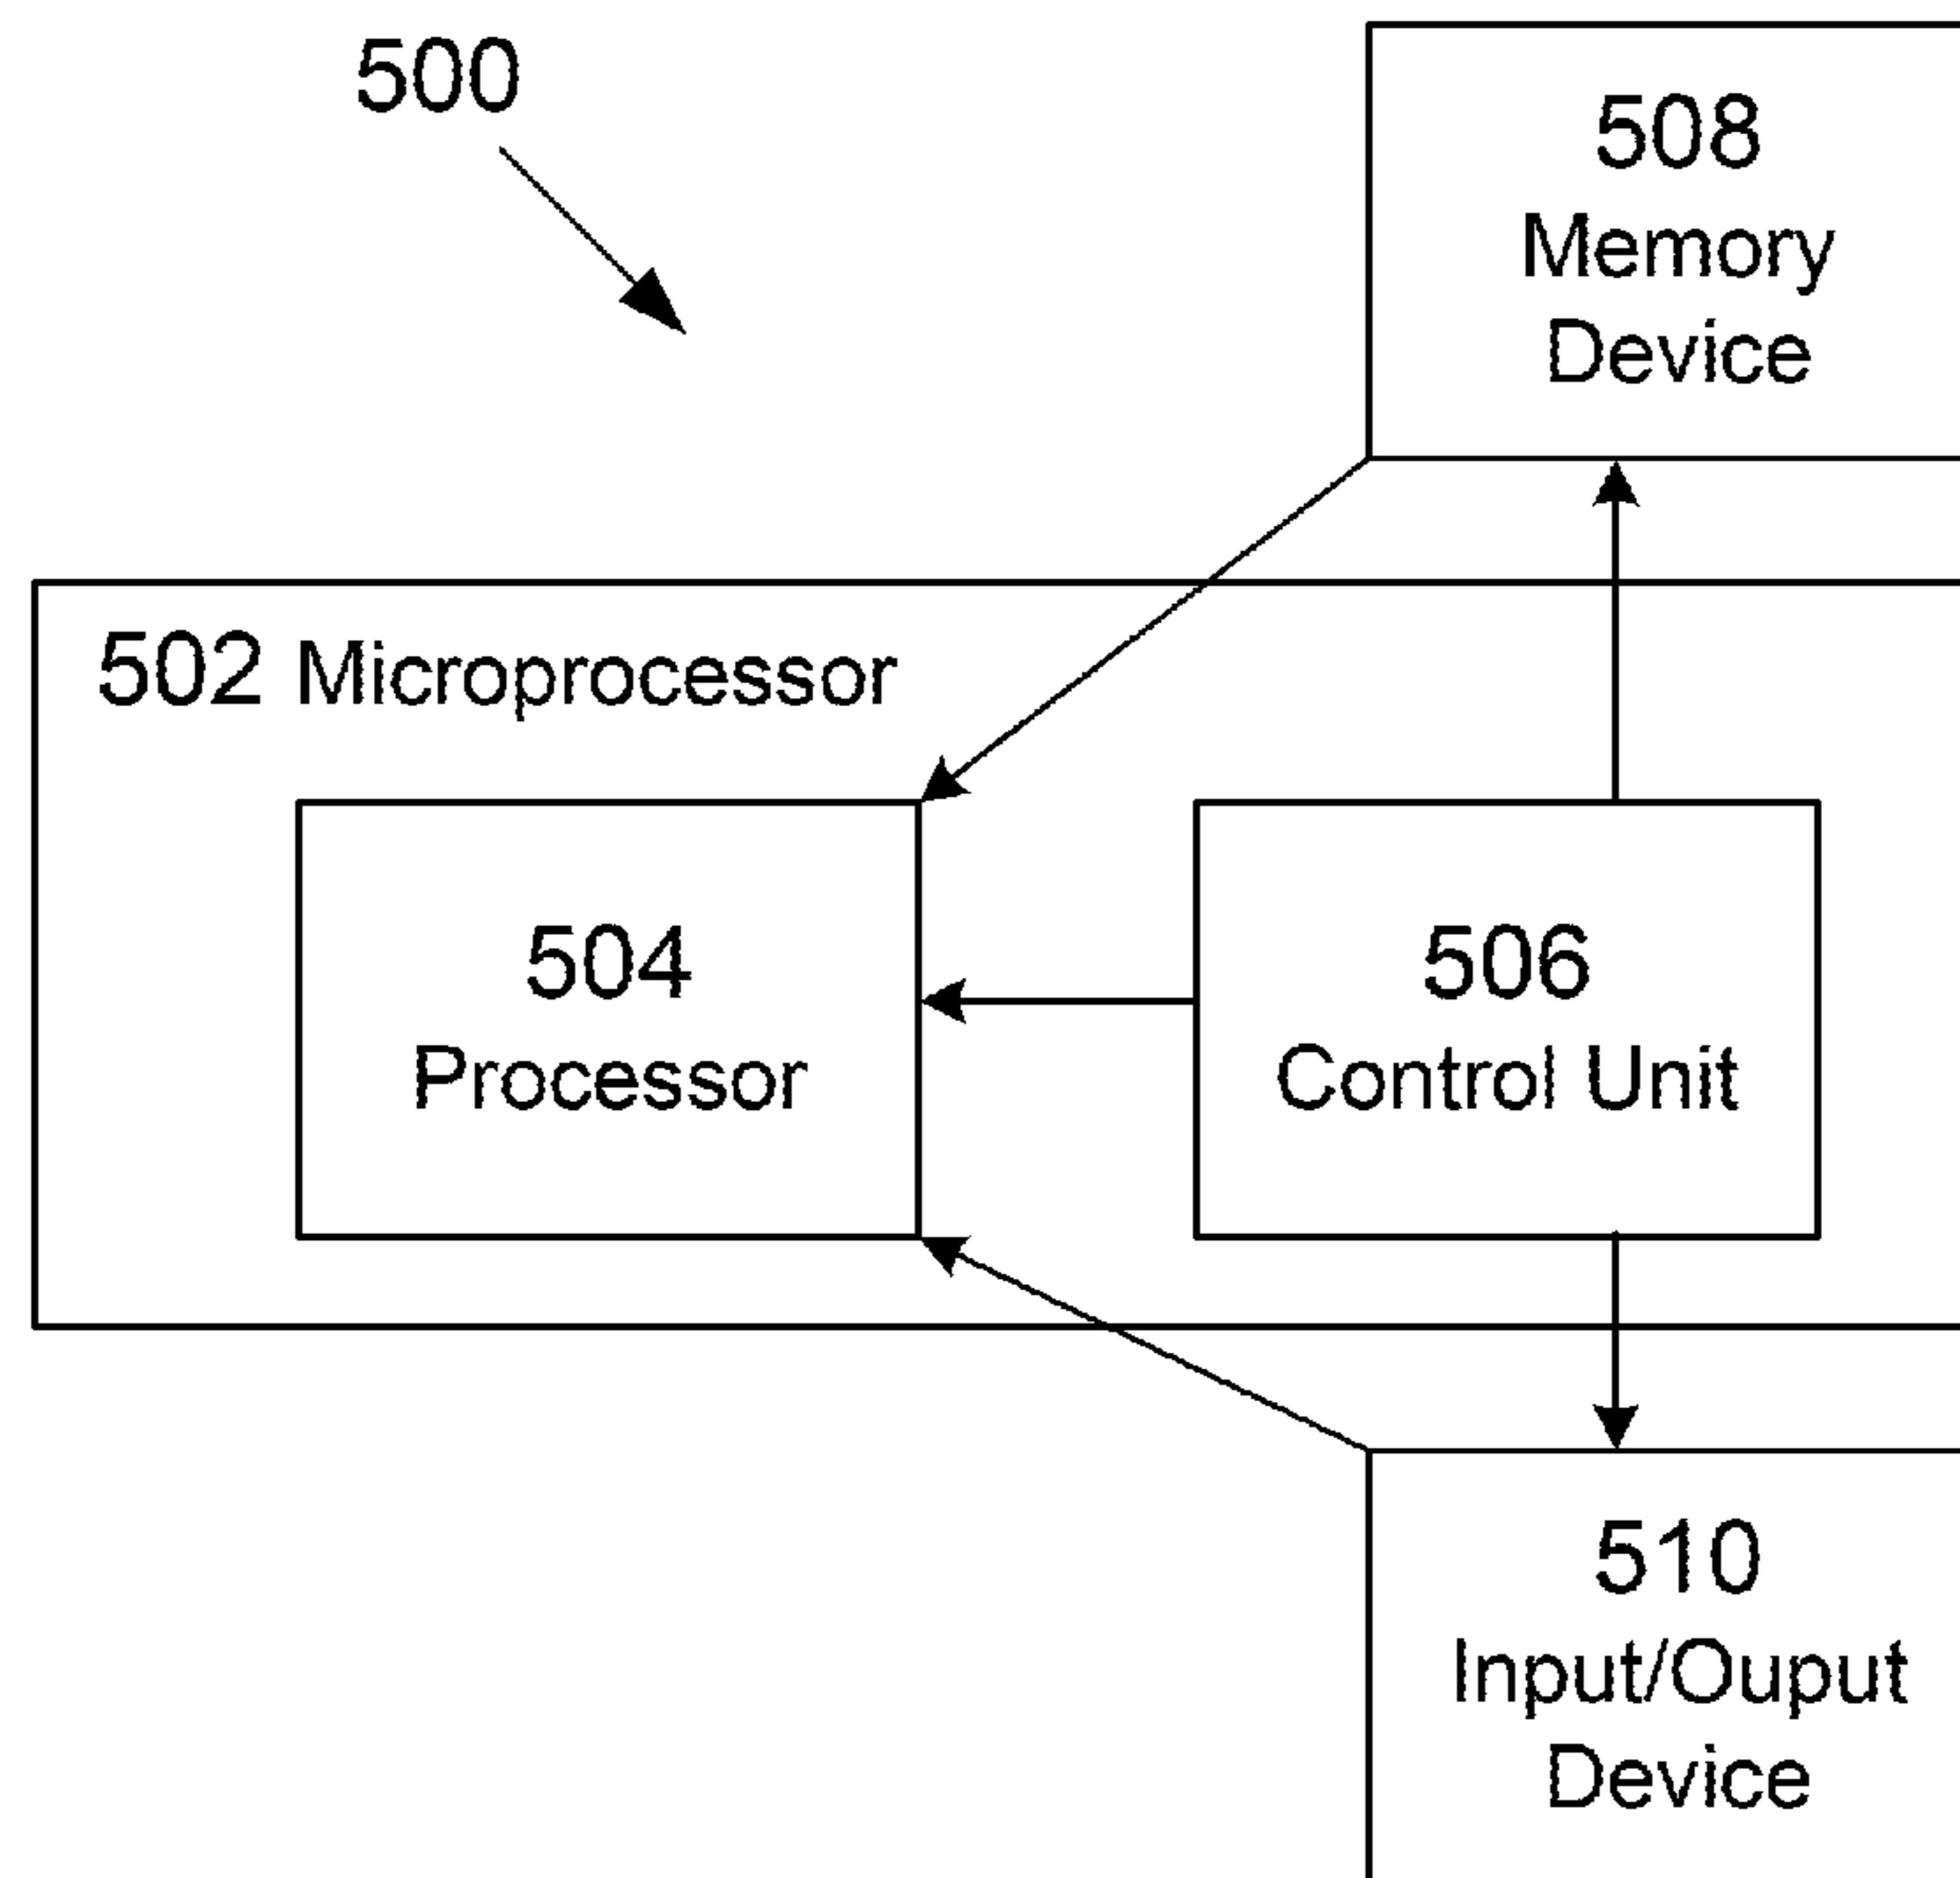 500
508
Memory
Device
502 Microprocessor
504
Processor
506
Control Unit
510
Input/Ouput
Device